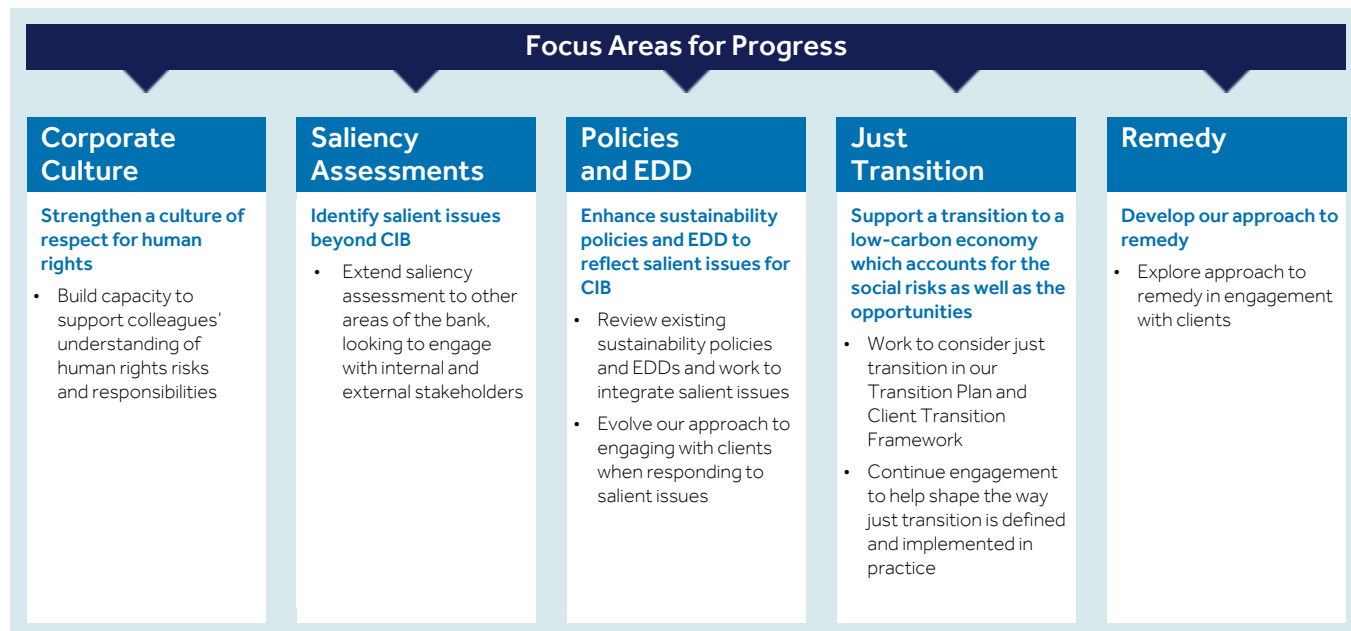 Focus Areas for Progress
Corporate
Culture
Strengthen a culture of
respect for human
rights
• Build capacity to
support colleagues'
understanding of
human rights risks
and responsibilities
Saliency
Assessments
Identify salient issues
beyond CIB
• Extend saliency
assessment to other
areas of the bank,
looking to engage
with internal and
external stakeholders
Policies
and EDD
Enhance sustainability
policies and EDD to
reflect salient issues for
CIB
• Review existing
sustainability policies
and EDDs and work to
integrate salient issues
• Evolve our approach to
engaging with clients
when responding to
salient issues
Just
Transition
Support a transition to a
low-carbon economy
which accounts for the
social risks as well as the
opportunities
• Work to consider just
transition in our
Transition Plan and
Client Transition
Framework
• Continue engagement
to help shape the way
just transition is defined
and implemented in
practice
Remedy
Develop our approach to
remedy
• Explore approach to
remedy in engagement
with clients